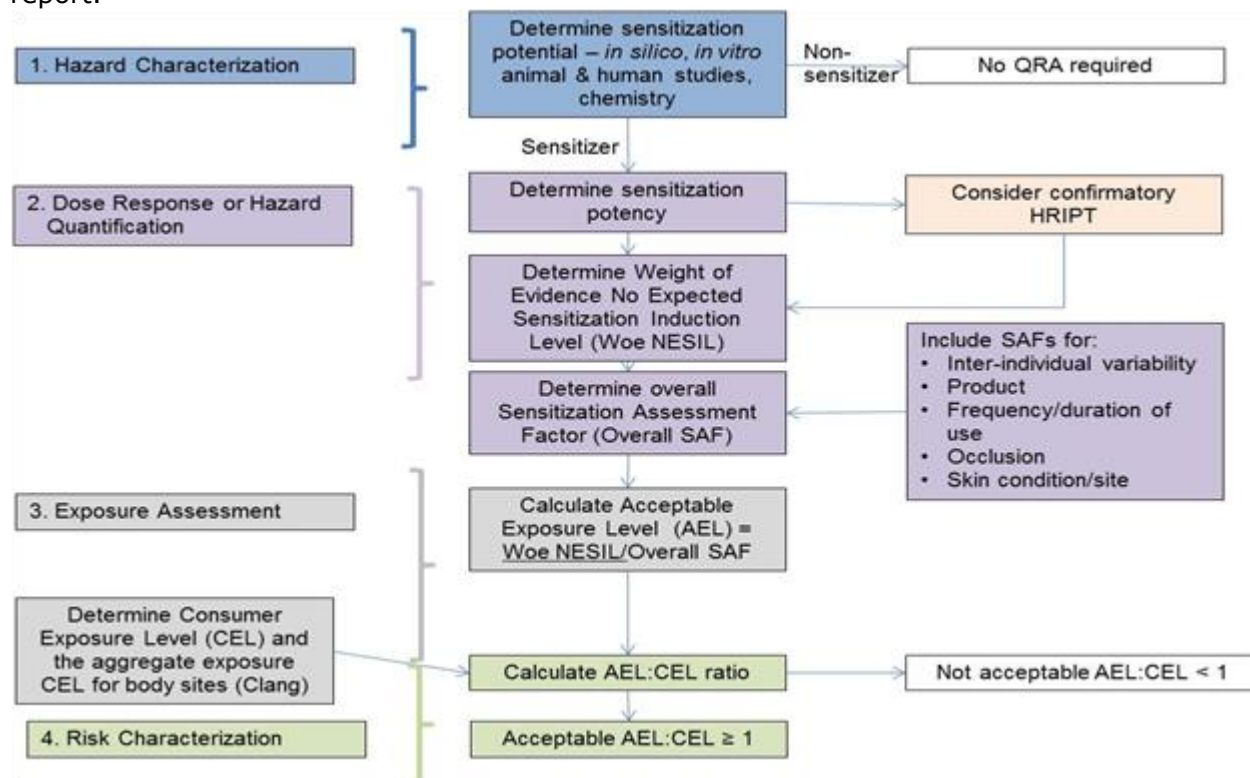 report.
Determine sensitization
potential – in silico, in vitro
animal & human studies,
chemistry
1. Hazard Characterization
Non-
sensitizer
No QRA required
Sensitizer
2. Dose Response or Hazard
Quantification
Determine sensitization
potency
Consider confirmatory
HRIPT
Determine Weight of
Evidence No Expected
Sensitization Induction
Level (Woe NESIL)
Include SAFs for:
• Inter-individual variability
• Product
• Frequency/duration of
use
• Occlusion
• Skin condition/site
Determine overall
Sensitization Assessment
Factor (Overall SAF)
3. Exposure Assessment
Calculate Acceptable
Exposure Level (AEL) =
Woe NESIL/Overall SAF
Determine Consumer
Exposure Level (CEL) and
the aggregate exposure
CEL for body sites (Clang)
Calculate AEL:CEL ratio
Not acceptable AEL:CEL < 1
4. Risk Characterization
Acceptable AEL:CEL ≥ 1